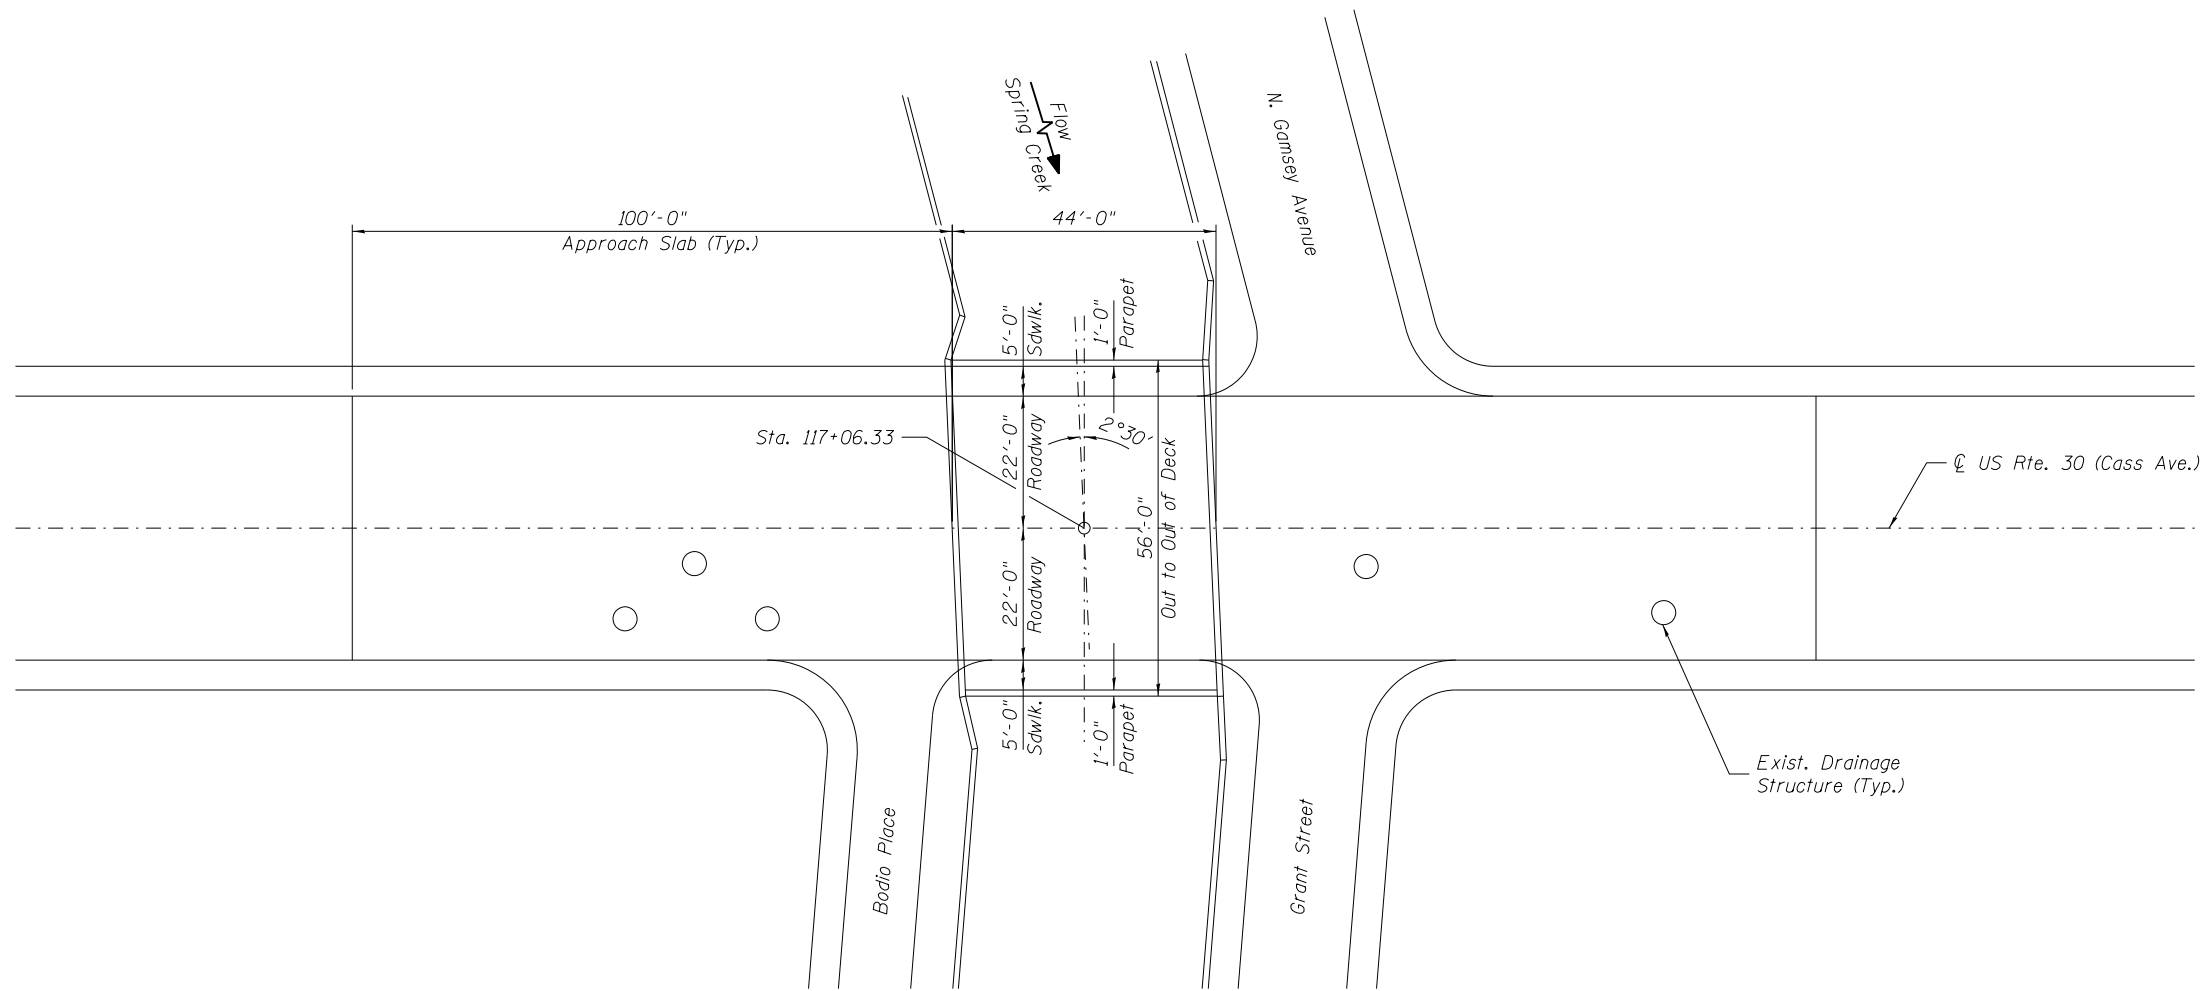 Flow
Spring Creek
N. Gamsey Avenue
100'-0"
Approach Slab (Typ.)
44'-0"
5'-0"
Sdwlk.
1'-0"
Parapet
Sta. 117+06.33
22'-0"
Roadway
2°30'
56'-0"
Out to Out of Deck
℄ US Rte. 30 (Cass Ave.)
22'-0"
Roadway
5'-0"
Sdwlk.
1'-0"
Parapet
Exist. Drainage
Structure (Typ.)
Bodio Place
Grant Street